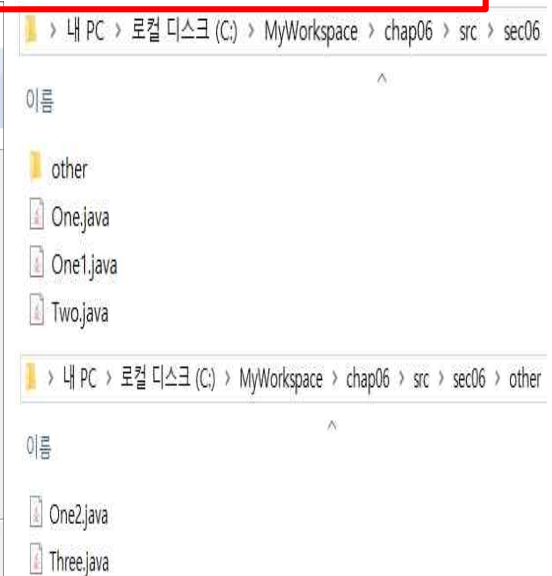 > 내 PC > 로컬 디스크 (C:) > MyWorkspace > chap06 > src > sec06
이름
other
One.java
One1.java
Two.java
> 내 PC > 로컬 디스크 (C:) > MyWorkspace > chap06 > src > sec06 > other
이름
One2.java
Three.java